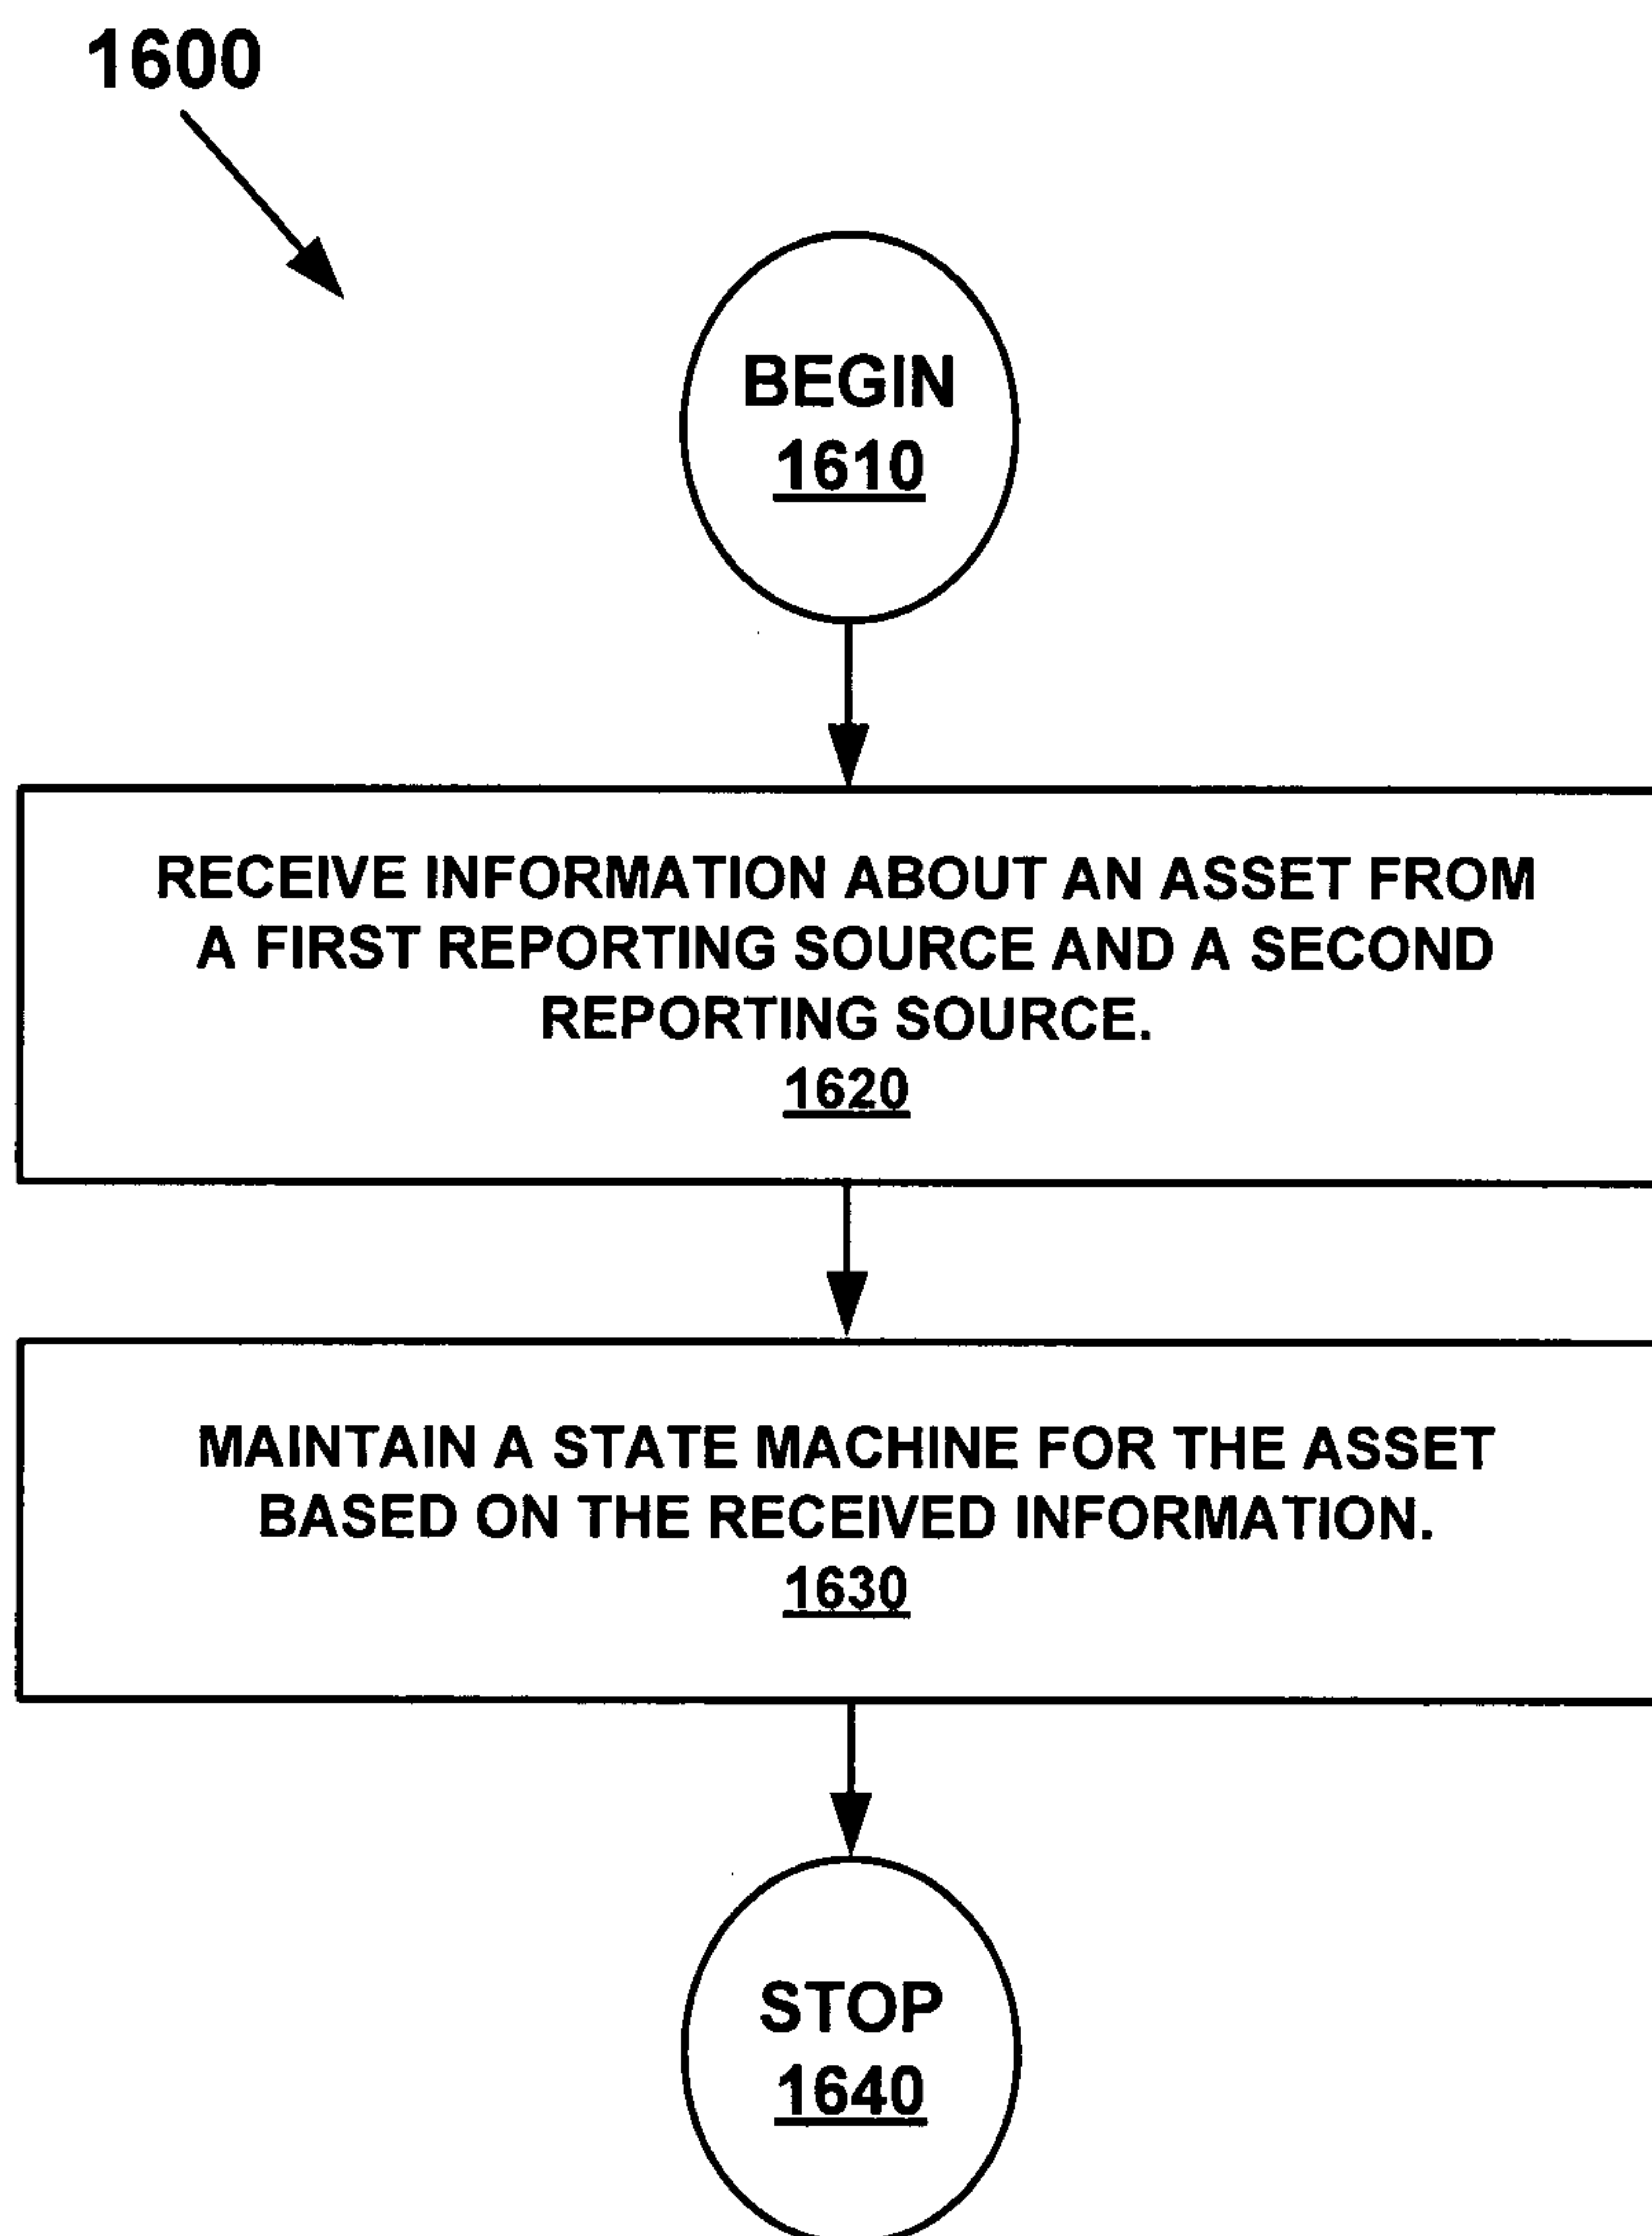 1600
BEGIN
1610
RECEIVE INFORMATION ABOUT AN ASSET FROM
A FIRST REPORTING SOURCE AND A SECOND
REPORTING SOURCE.
1620
MAINTAIN A STATE MACHINE FOR THE ASSET
BASED ON THE RECEIVED INFORMATION.
1630
STOP
1640